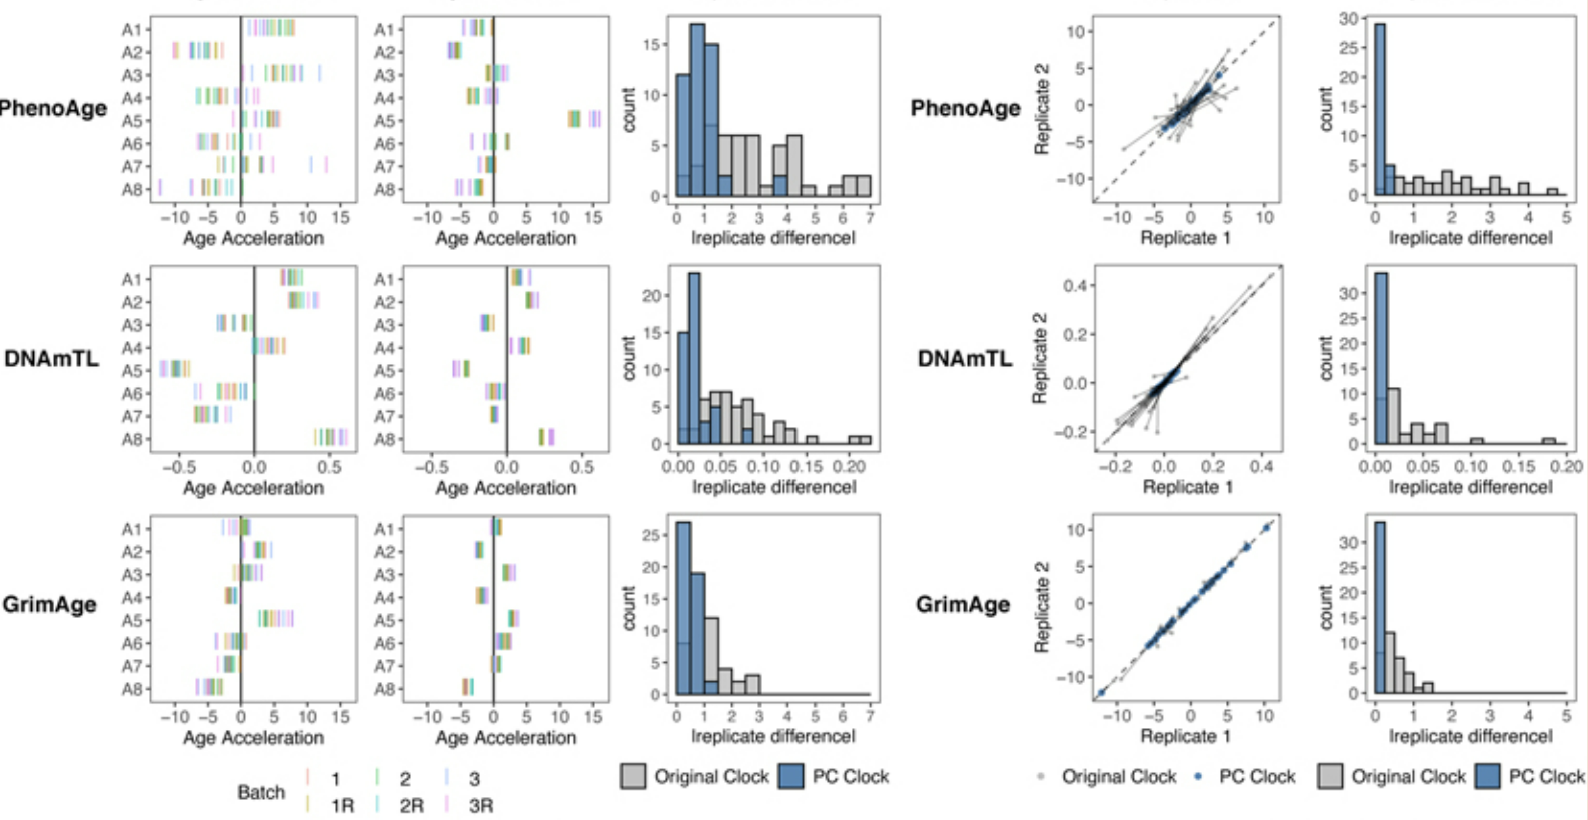 PhenoAge
A1
A2
A3
A4
A5
A6
A7
A8
−10 −5 0 5 10 15
Age Acceleration
A1
A2
A3
A4
A5
A6
A7
A8
−10 −5 0 5 10 15
Age Acceleration
count
15
10
5
0
0 1 2 3 4 5 6 7
|replicate difference|
PhenoAge
Replicate 2
10
5
0
−5
−10
−10 −5 0 5 10
Replicate 1
count
30
25
20
15
10
5
0
0 1 2 3 4 5
|replicate difference|
DNAmTL
A1
A2
A3
A4
A5
A6
A7
A8
−0.5 0.0 0.5
Age Acceleration
A1
A2
A3
A4
A5
A6
A7
A8
−0.5 0.0 0.5
Age Acceleration
count
20
15
10
5
0
0.00 0.05 0.10 0.15 0.20
|replicate difference|
DNAmTL
Replicate 2
0.4
0.2
0.0
−0.2
−0.2 0.0 0.2 0.4
Replicate 1
count
30
25
20
15
10
5
0
0.00 0.05 0.10 0.15 0.20
|replicate difference|
GrimAge
A1
A2
A3
A4
A5
A6
A7
A8
−10 −5 0 5 10 15
Age Acceleration
A1
A2
A3
A4
A5
A6
A7
A8
−10 −5 0 5 10 15
Age Acceleration
count
25
20
15
10
5
0
0 1 2 3 4 5 6 7
|replicate difference|
GrimAge
Replicate 2
10
5
0
−5
−10
−10 −5 0 5 10
Replicate 1
count
30
25
20
15
10
5
0
0 1 2 3 4 5
|replicate difference|
Batch
1 2 3
1R 2R 3R
Original Clock PC Clock
Original Clock PC Clock Original Clock PC Clock